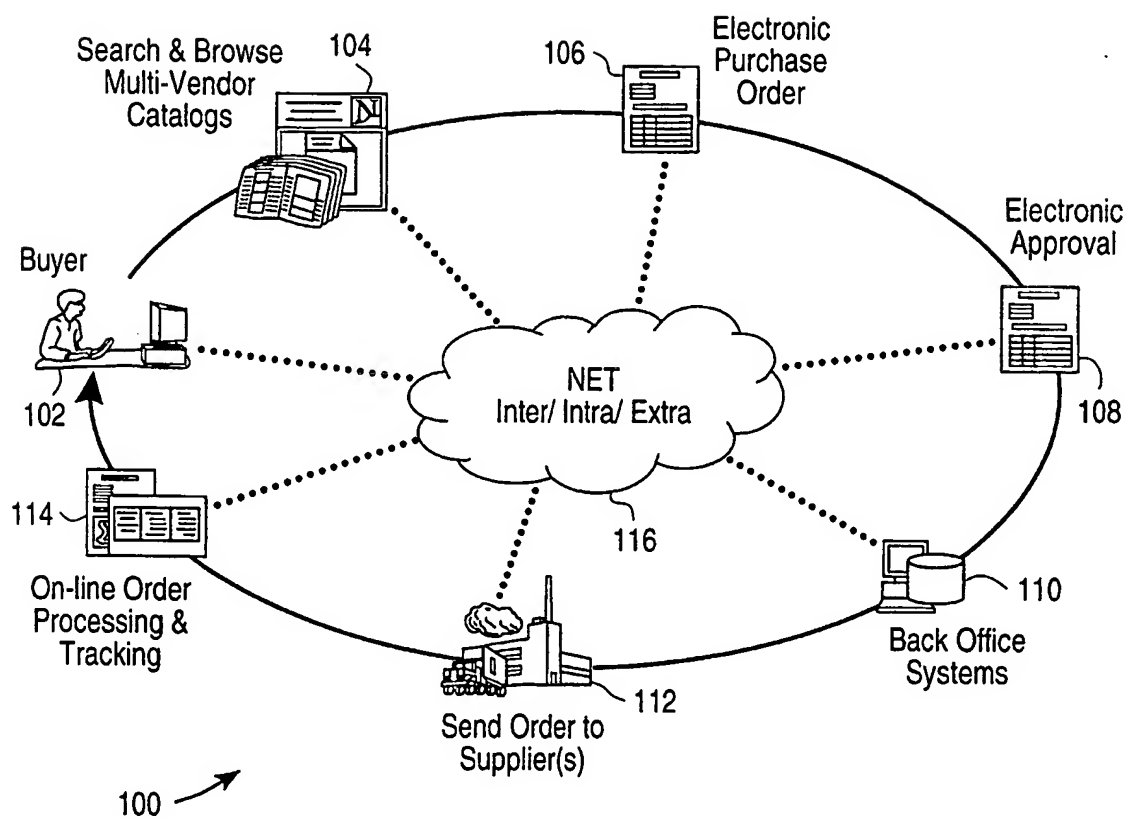 Search & Browse
Multi-Vendor
Catalogs
104
106
Electronic
Purchase
Order
Electronic
Approval
108
Buyer
102
NET
Inter/ Intra/ Extra
116
114
On-line Order
Processing &
Tracking
110
Back Office
Systems
112
Send Order to
Supplier(s)
100